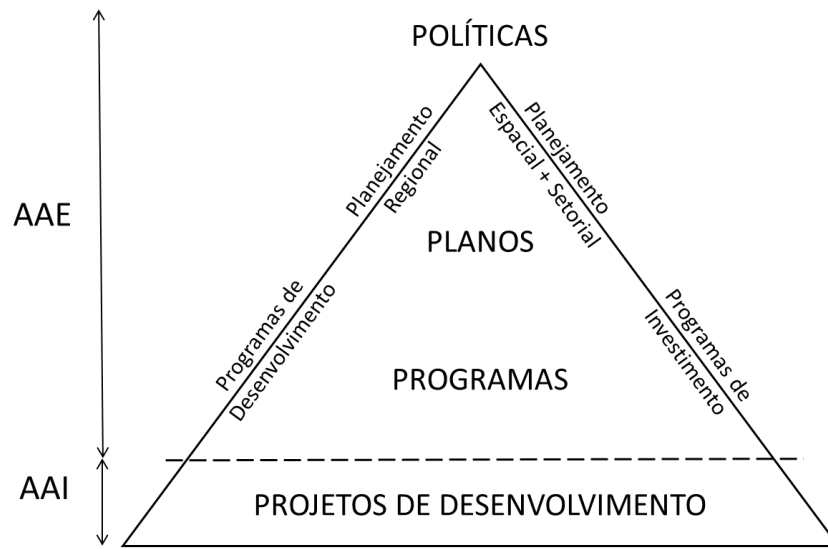 POLÍTICAS
Planejamento
Regional
Planejamento
Espacial + Setorial
AAE
PLANOS
Programas de
Desenvolvimento
Programas de
Investimento
PROGRAMAS
AAI
PROJETOS DE DESENVOLVIMENTO